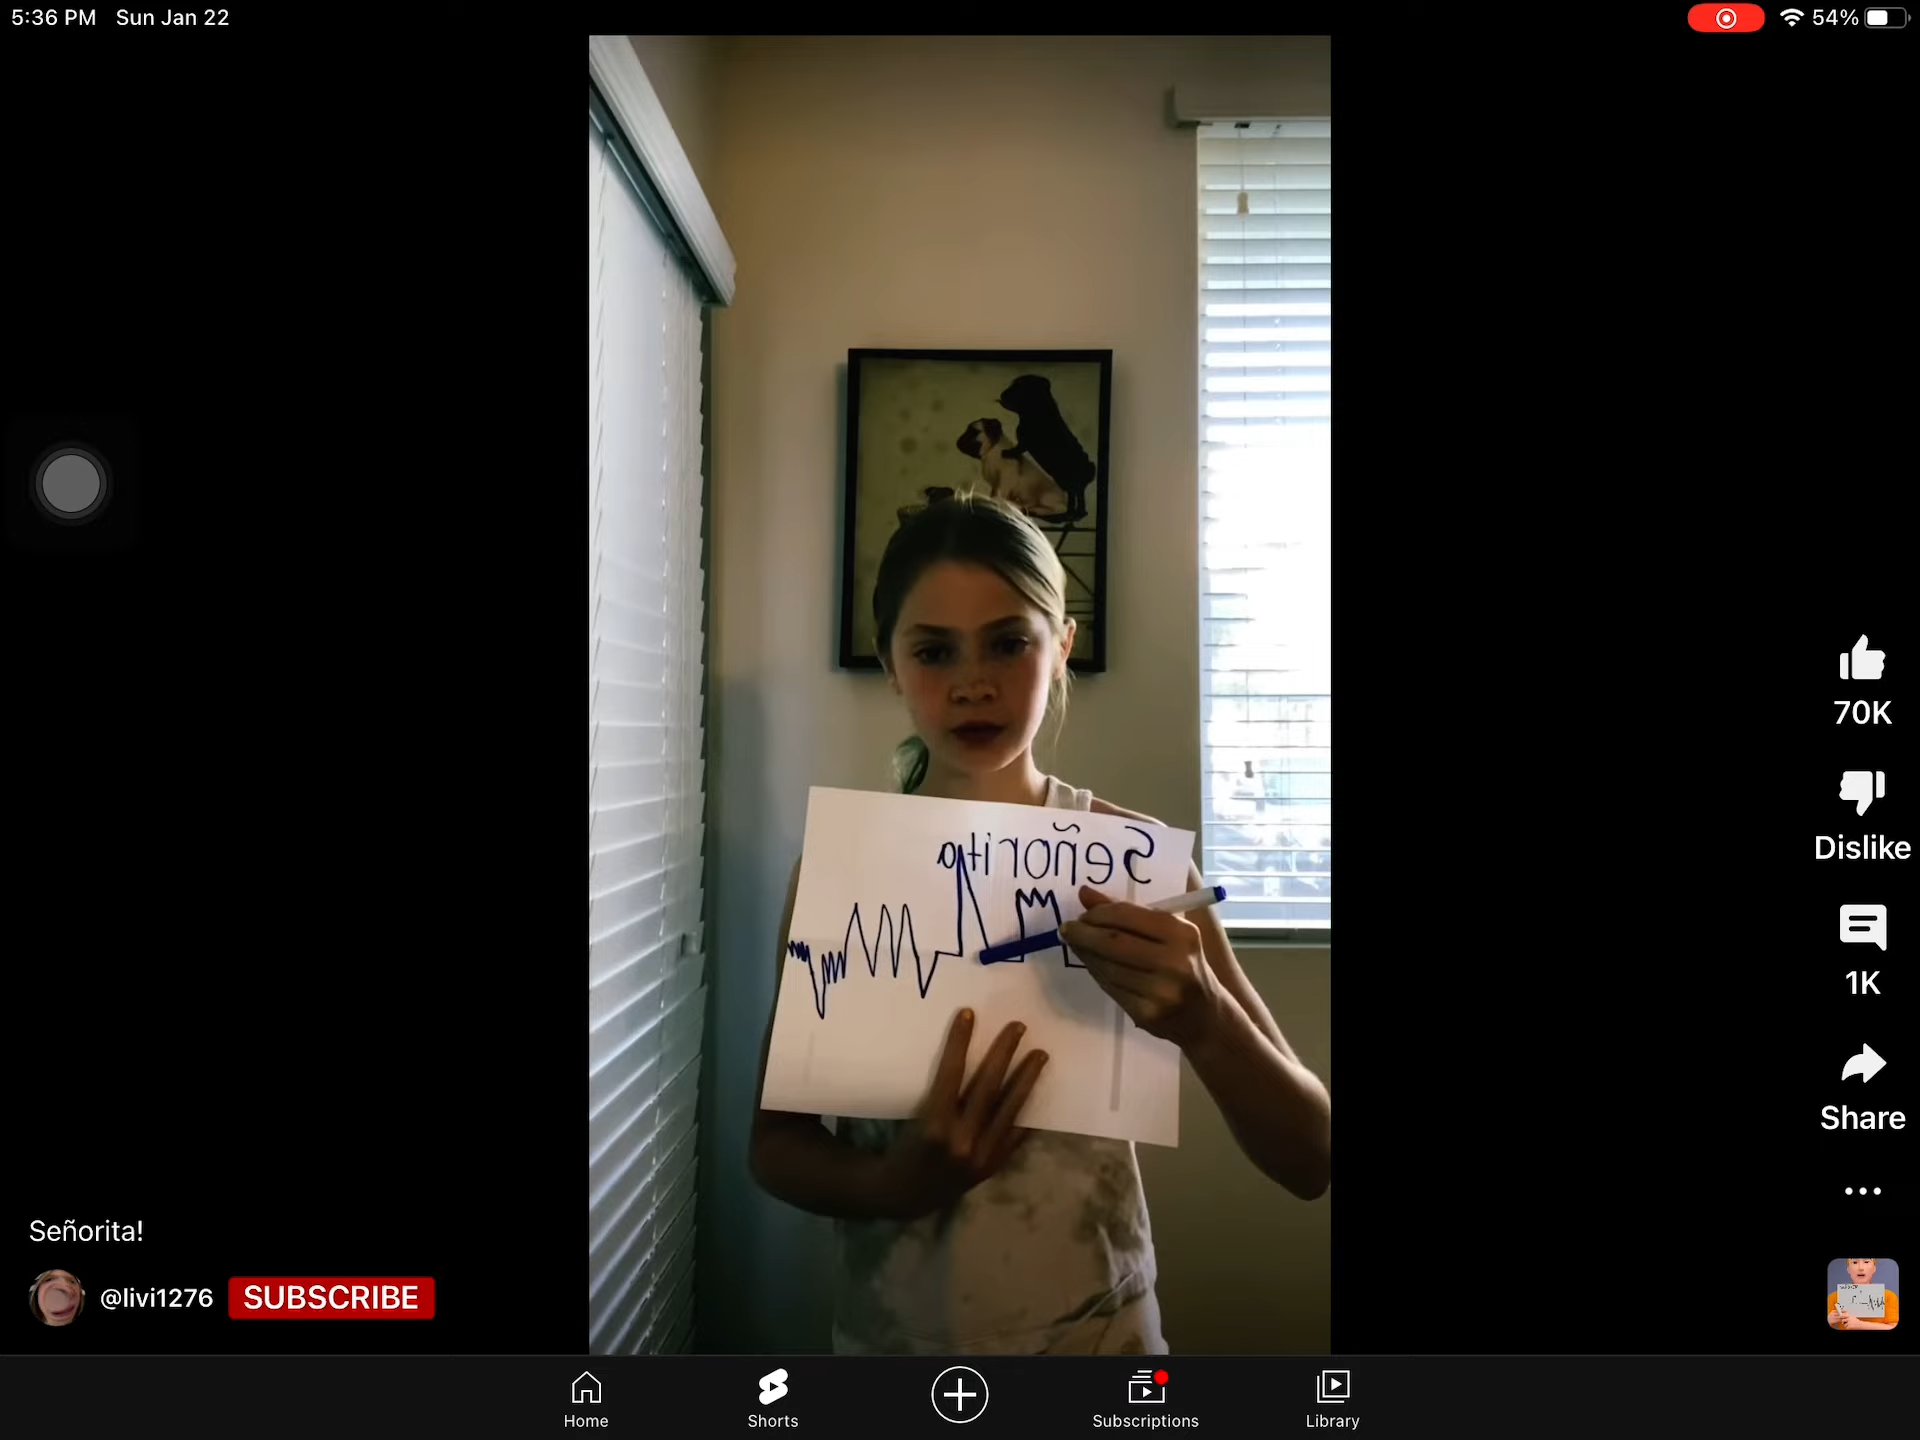 5:36 PM Sun Jan 22
54%
Señorita
70K
Dislike
1K
Share
Señorita!
@livi1276 SUBSCRIBE
Home Shorts Subscriptions Library